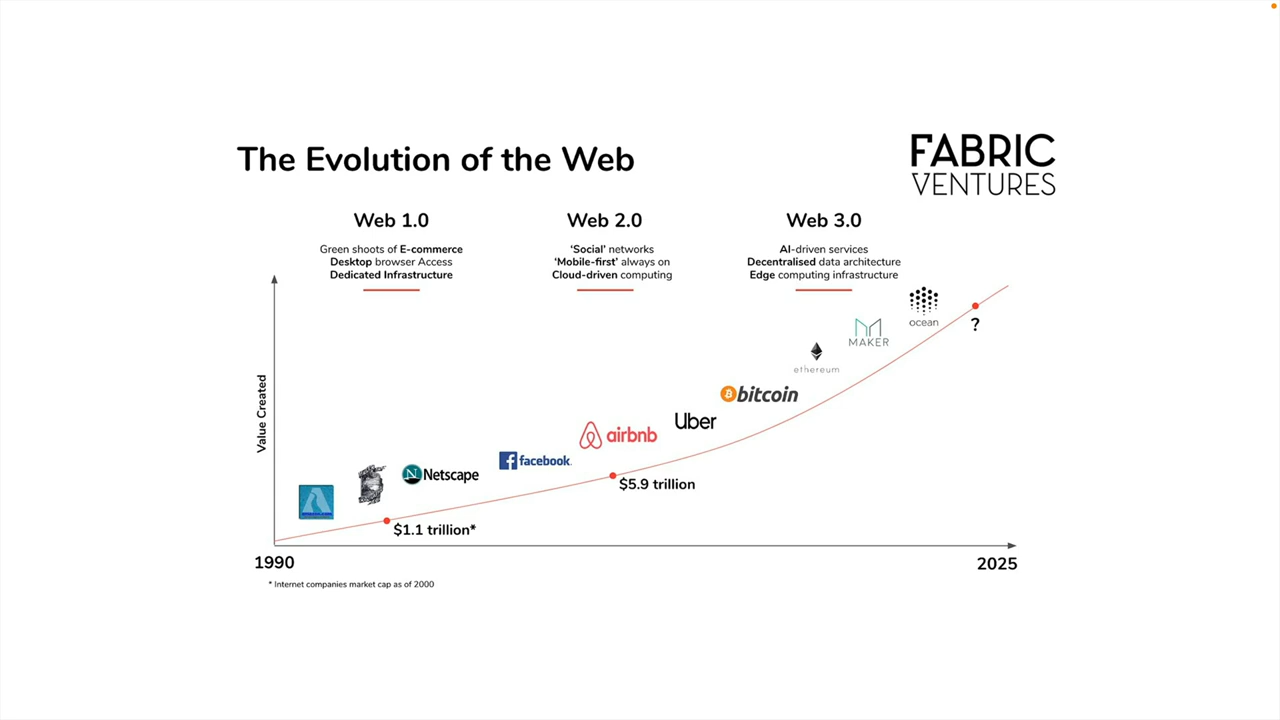 The Evolution of the Web
FABRIC
VENTURES
Web 1.0
Green shoots of E-commerce
Desktop browser Access
Dedicated Infrastructure
Web 2.0
‘Social’ networks
‘Mobile-first’ always on
Cloud-driven computing
Web 3.0
AI-driven services
Decentralised data architecture
Edge computing infrastructure
Value Created
Netscape
facebook.
airbnb
Uber
bitcoin
ethereum
MAKER
ocean
?
$1.1 trillion*
$5.9 trillion
1990
2025
* Internet companies market cap as of 2000